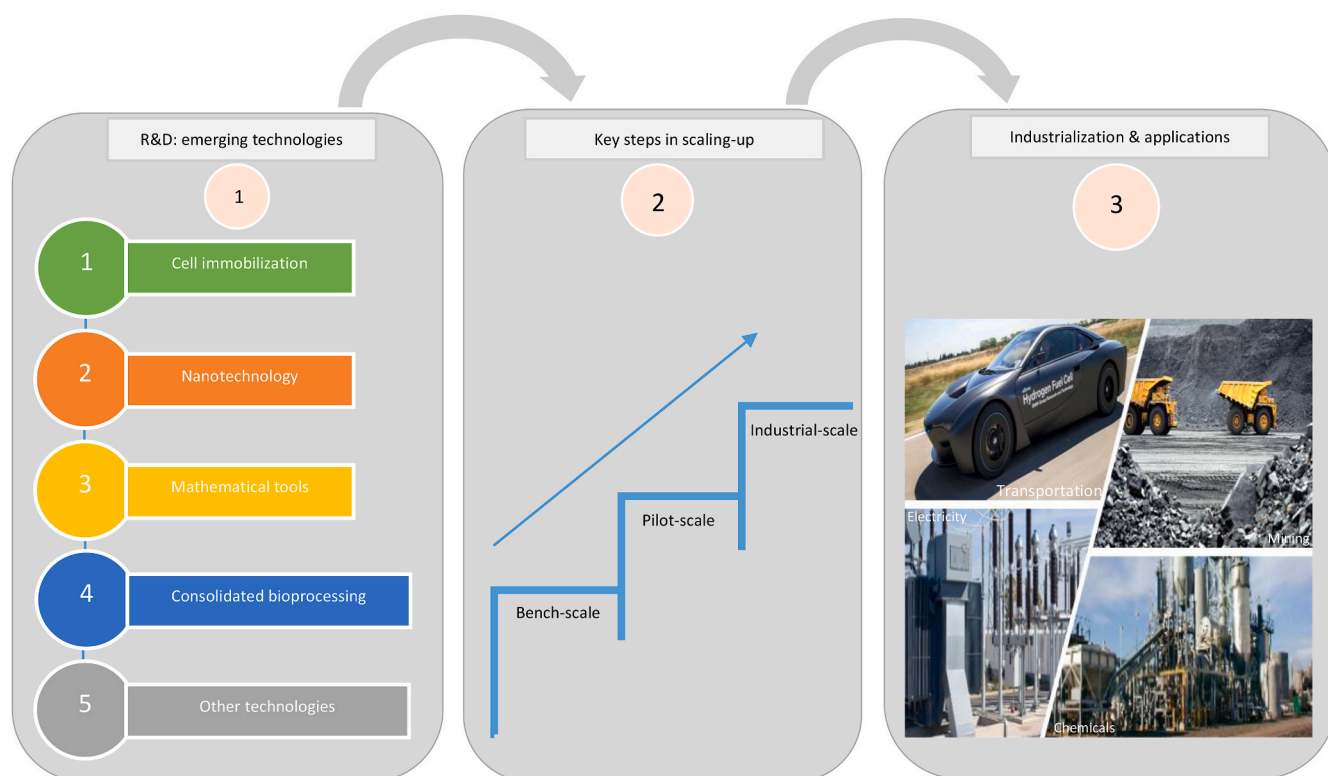 R&D: emerging technologies
1
1
Cell immobilization
2
Nanotechnology
3
Mathematical tools
4
Consolidated bioprocessing
5
Other technologies
Key steps in scaling-up
2
Industrial-scale
Pilot-scale
Bench-scale
Industrialization & applications
3
Hydrogen Fuel Cell
Transportation
Electricity
Mining
Chemicals